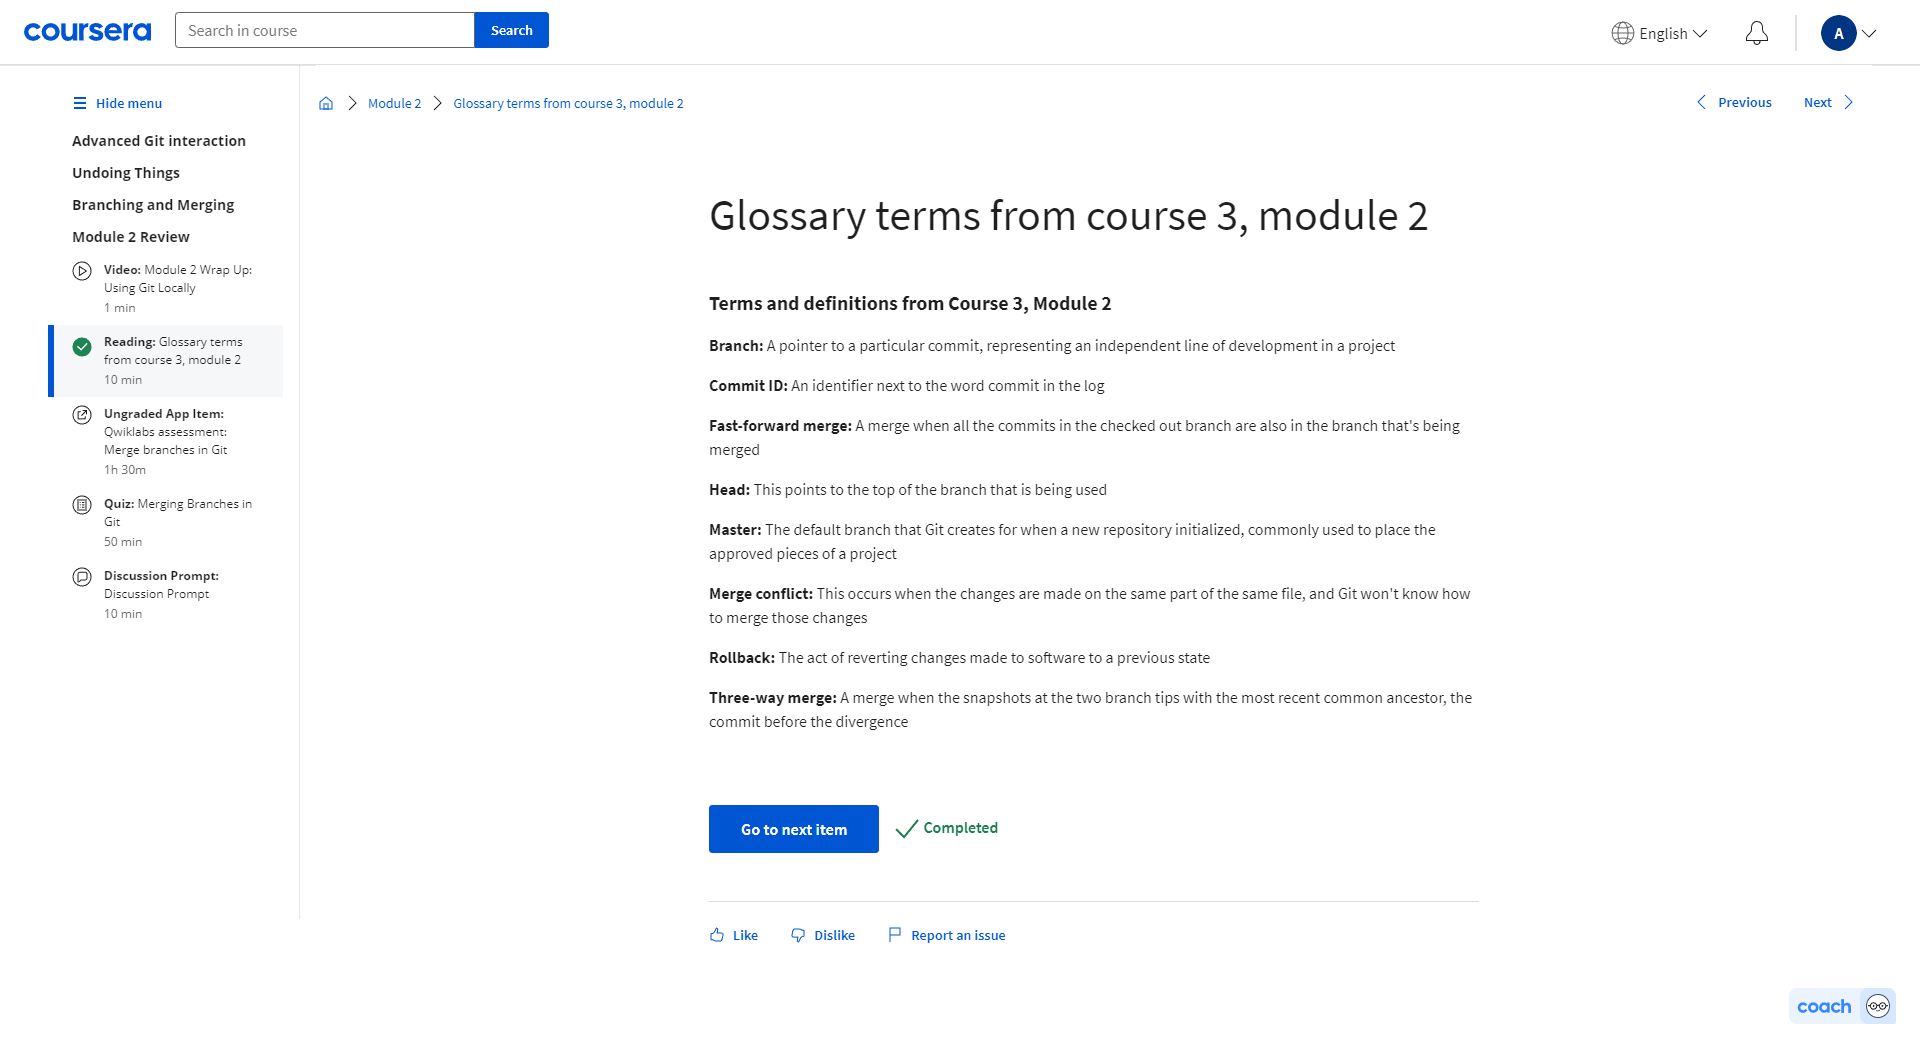 coursera
Search in course
Search
English
A
Hide menu
Advanced Git interaction
Undoing Things
Branching and Merging
Module 2 Review
Video: Module 2 Wrap Up:
Using Git Locally
1 min
Reading: Glossary terms
from course 3, module 2
10 min
Ungraded App Item:
Qwiklabs assessment:
Merge branches in Git
1h 30m
Quiz: Merging Branches in
Git
50 min
Discussion Prompt:
Discussion Prompt
10 min
Module 2
Glossary terms from course 3, module 2
Previous
Next
Glossary terms from course 3, module 2
Terms and definitions from Course 3, Module 2
Branch: A pointer to a particular commit, representing an independent line of development in a project
Commit ID: An identifier next to the word commit in the log
Fast-forward merge: A merge when all the commits in the checked out branch are also in the branch that's being
merged
Head: This points to the top of the branch that is being used
Master: The default branch that Git creates for when a new repository initialized, commonly used to place the
approved pieces of a project
Merge conflict: This occurs when the changes are made on the same part of the same file, and Git won't know how
to merge those changes
Rollback: The act of reverting changes made to software to a previous state
Three-way merge: A merge when the snapshots at the two branch tips with the most recent common ancestor, the
commit before the divergence
Go to next item
Completed
Like
Dislike
Report an issue
coach